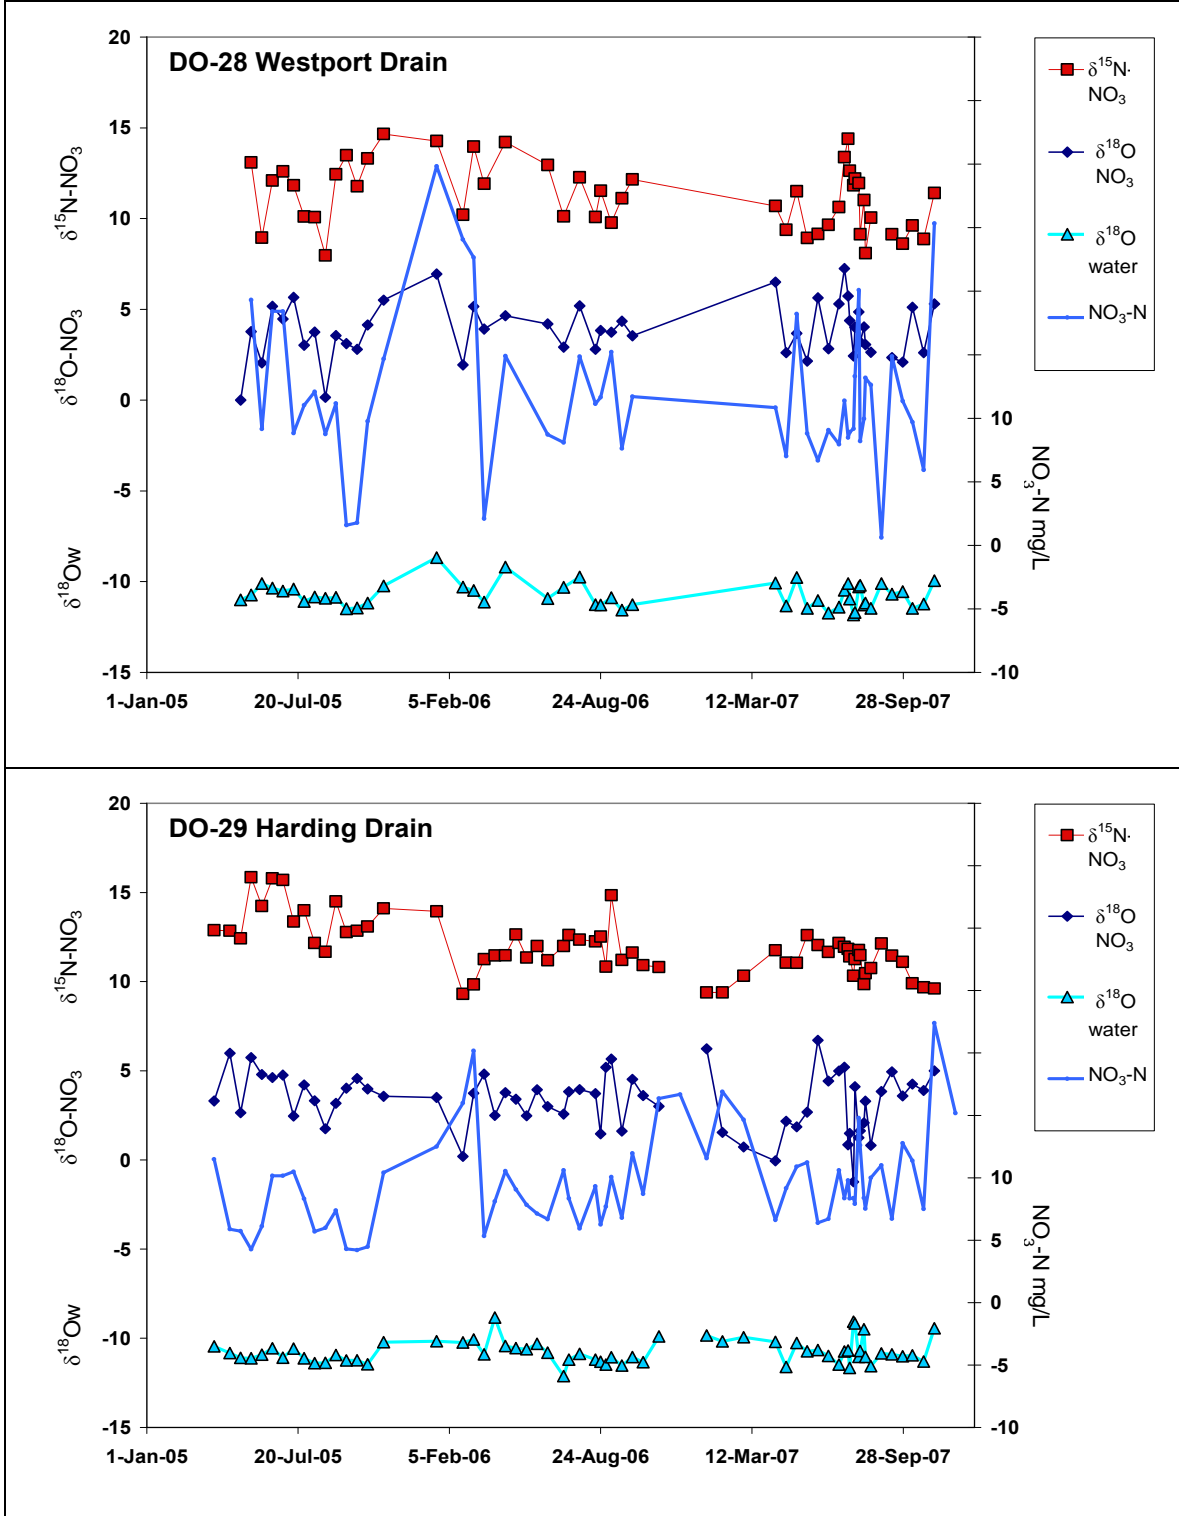 DO-28 Westport Drain
20
15
10
5
0
-5
-10
-15
δ¹⁵N-NO₃
δ¹⁸O-NO₃
δ¹⁸Ow
10
5
0
-5
-10
NO₃-N mg/L
1-Jan-05 20-Jul-05 5-Feb-06 24-Aug-06 12-Mar-07 28-Sep-07
δ¹⁵N-
NO₃
δ¹⁸O
NO₃
δ¹⁸O
water
NO₃-N
DO-29 Harding Drain
20
15
10
5
0
-5
-10
-15
δ¹⁵N-NO₃
δ¹⁸O-NO₃
δ¹⁸Ow
10
5
0
-5
-10
NO₃-N mg/L
1-Jan-05 20-Jul-05 5-Feb-06 24-Aug-06 12-Mar-07 28-Sep-07
δ¹⁵N-
NO₃
δ¹⁸O
NO₃
δ¹⁸O
water
NO₃-N